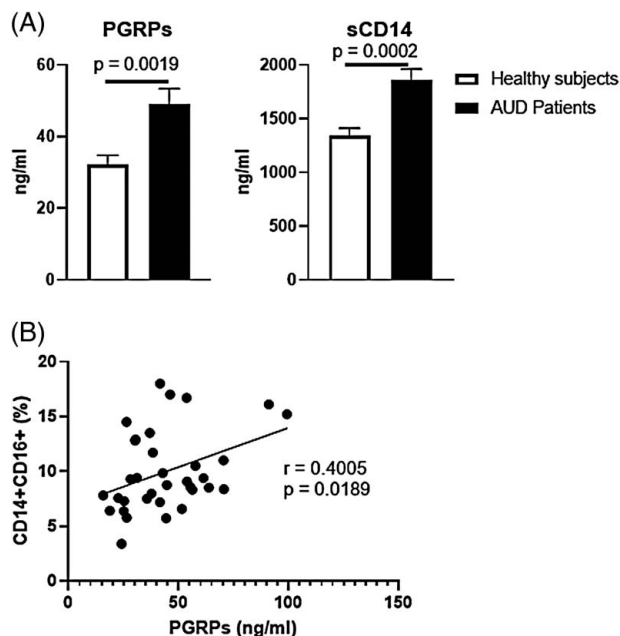 (A)
PGRPs
p = 0.0019
60
40
20
0
ng/ml
sCD14
p = 0.0002
2000
1500
1000
500
0
ng/ml
Healthy subjects
AUD Patients
(B)
20
15
10
5
0
CD14+CD16+ (%)
r = 0.4005
p = 0.0189
0 50 100 150
PGRPs (ng/ml)